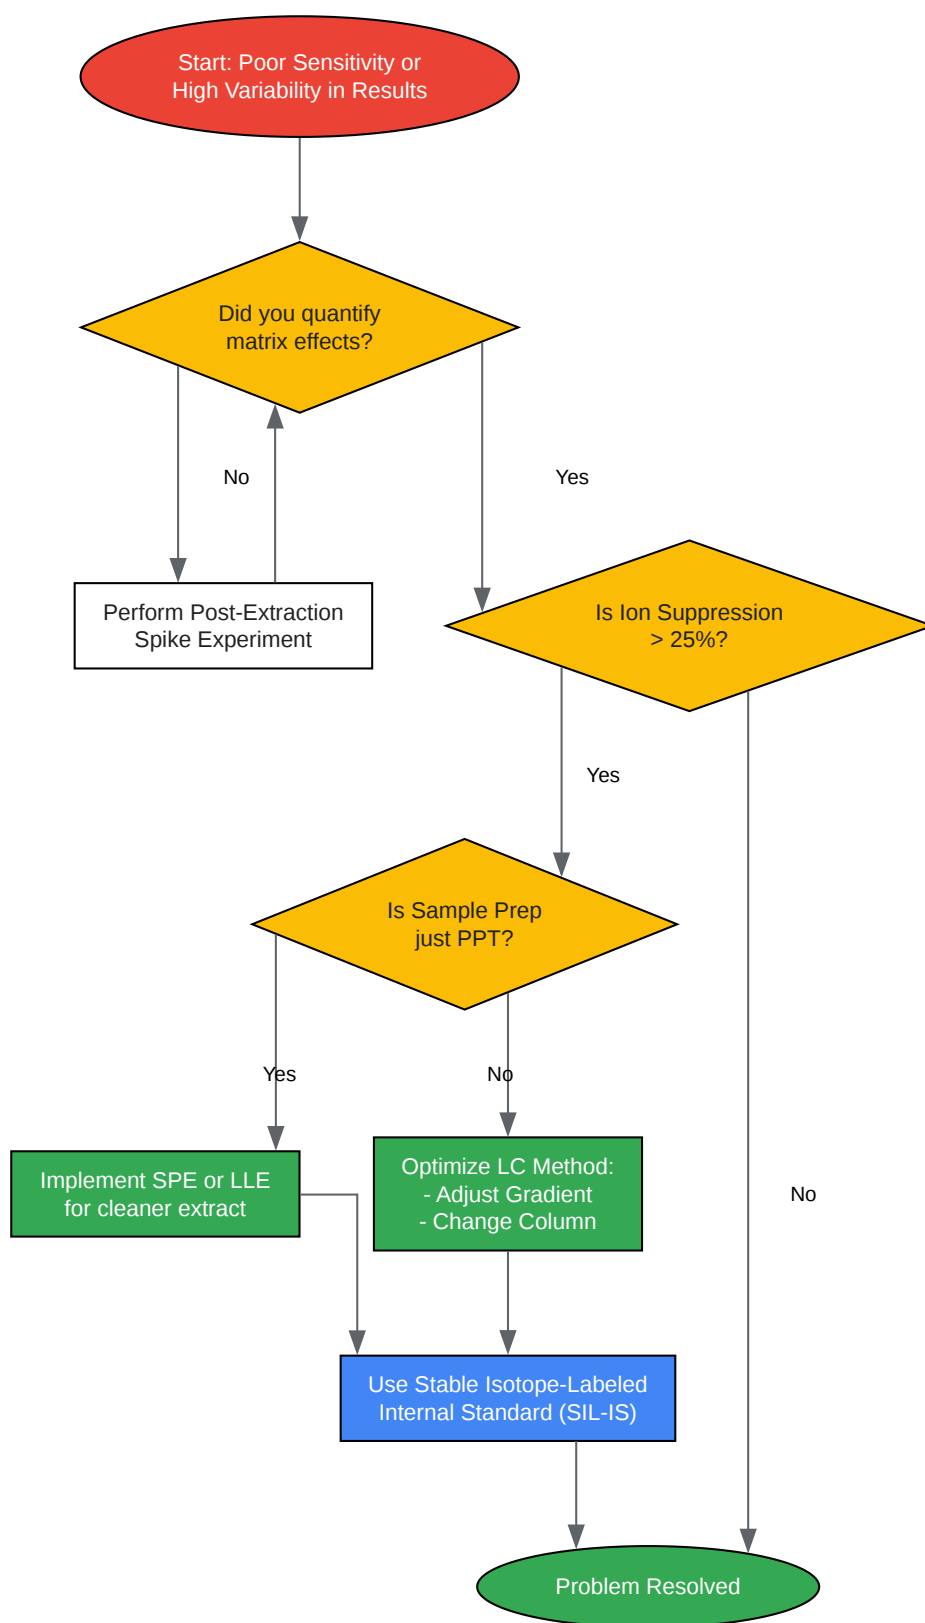 Start: Poor Sensitivity or
High Variability in Results
Did you quantify
matrix effects?
No
Yes
Perform Post-Extraction
Spike Experiment
Is Ion Suppression
> 25%?
Yes
Is Sample Prep
just PPT?
Yes
No
Implement SPE or LLE
for cleaner extract
Optimize LC Method:
- Adjust Gradient
- Change Column
No
Use Stable Isotope-Labeled
Internal Standard (SIL-IS)
Problem Resolved